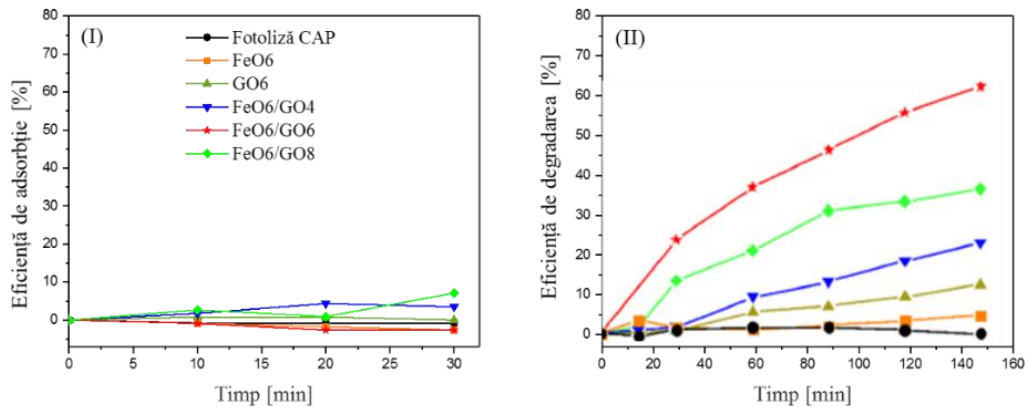 (I)
Eficiență de adsorbție [%]
80
70
60
50
40
30
20
10
0
0 5 10 15 20 25 30
Timp [min]
Fotoliză CAP
FeO6
GO6
FeO6/GO4
FeO6/GO6
FeO6/GO8
(II)
Eficiență de degradarea [%]
80
70
60
50
40
30
20
10
0
0 20 40 60 80 100 120 140 160
Timp [min]